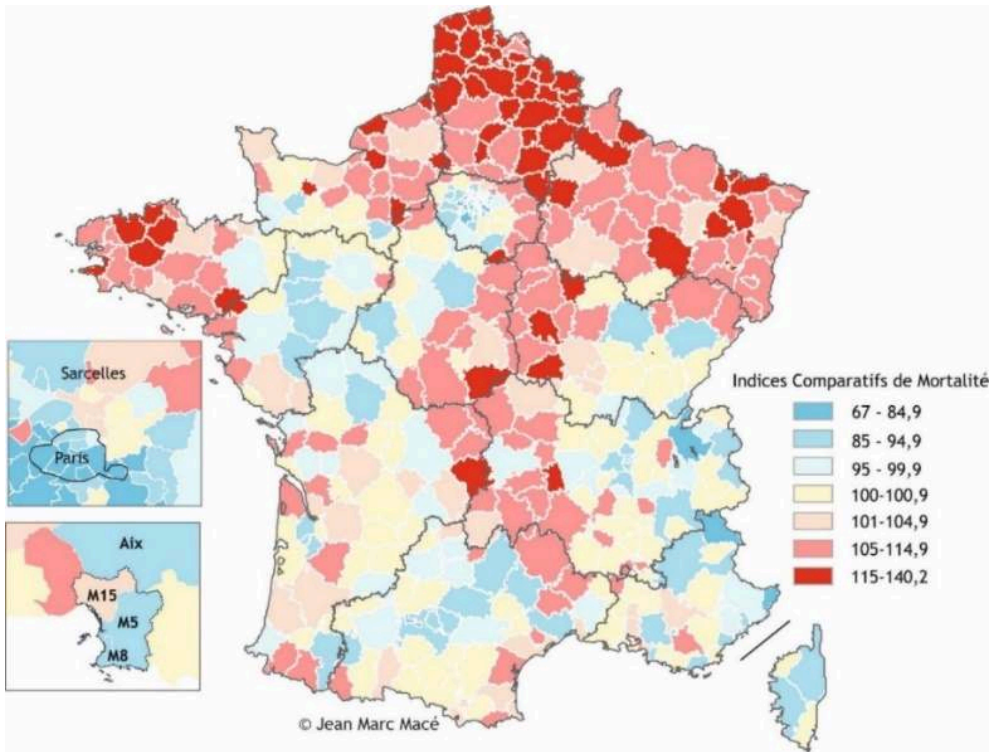 Sarcelles
Paris
Aix
M15
M5
M8
Indices Comparatifs de Mortalité
67 - 84,9
85 - 94,9
95 - 99,9
100-100,9
101-104,9
105-114,9
115-140,2
© Jean Marc Macé